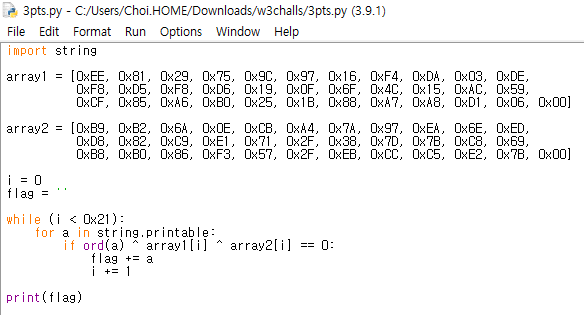 3pts.py - C:/Users/Choi.HOME/Downloads/w3challs/3pts.py (3.9.1)
File Edit Format Run Options Window Help
import string
array1 = [0xEE, 0x81, 0x29, 0x75, 0x9C, 0x97, 0x16, 0xF4, 0xDA, 0x03, 0xDE,
0xF8, 0xD5, 0xF8, 0xD6, 0x19, 0x0F, 0x6F, 0x4C, 0x15, 0xAC, 0x59,
0xCF, 0x85, 0xA6, 0xB0, 0x25, 0x1B, 0x88, 0xA7, 0xA8, 0xD1, 0x06, 0x00]
array2 = [0xB9, 0xB2, 0x6A, 0x0E, 0xCB, 0xA4, 0x7A, 0x97, 0xEA, 0x6E, 0xED,
0xD8, 0x82, 0xC9, 0xE1, 0x71, 0x2F, 0x38, 0x7D, 0x7B, 0xC8, 0x69,
0xB8, 0xB0, 0x86, 0xF3, 0x57, 0x2F, 0xEB, 0xCC, 0xC5, 0xE2, 0x7B, 0x00]
i = 0
flag = ''
while (i < 0x21):
for a in string.printable:
if ord(a) ^ array1[i] ^ array2[i] == 0:
flag += a
i += 1
print(flag)